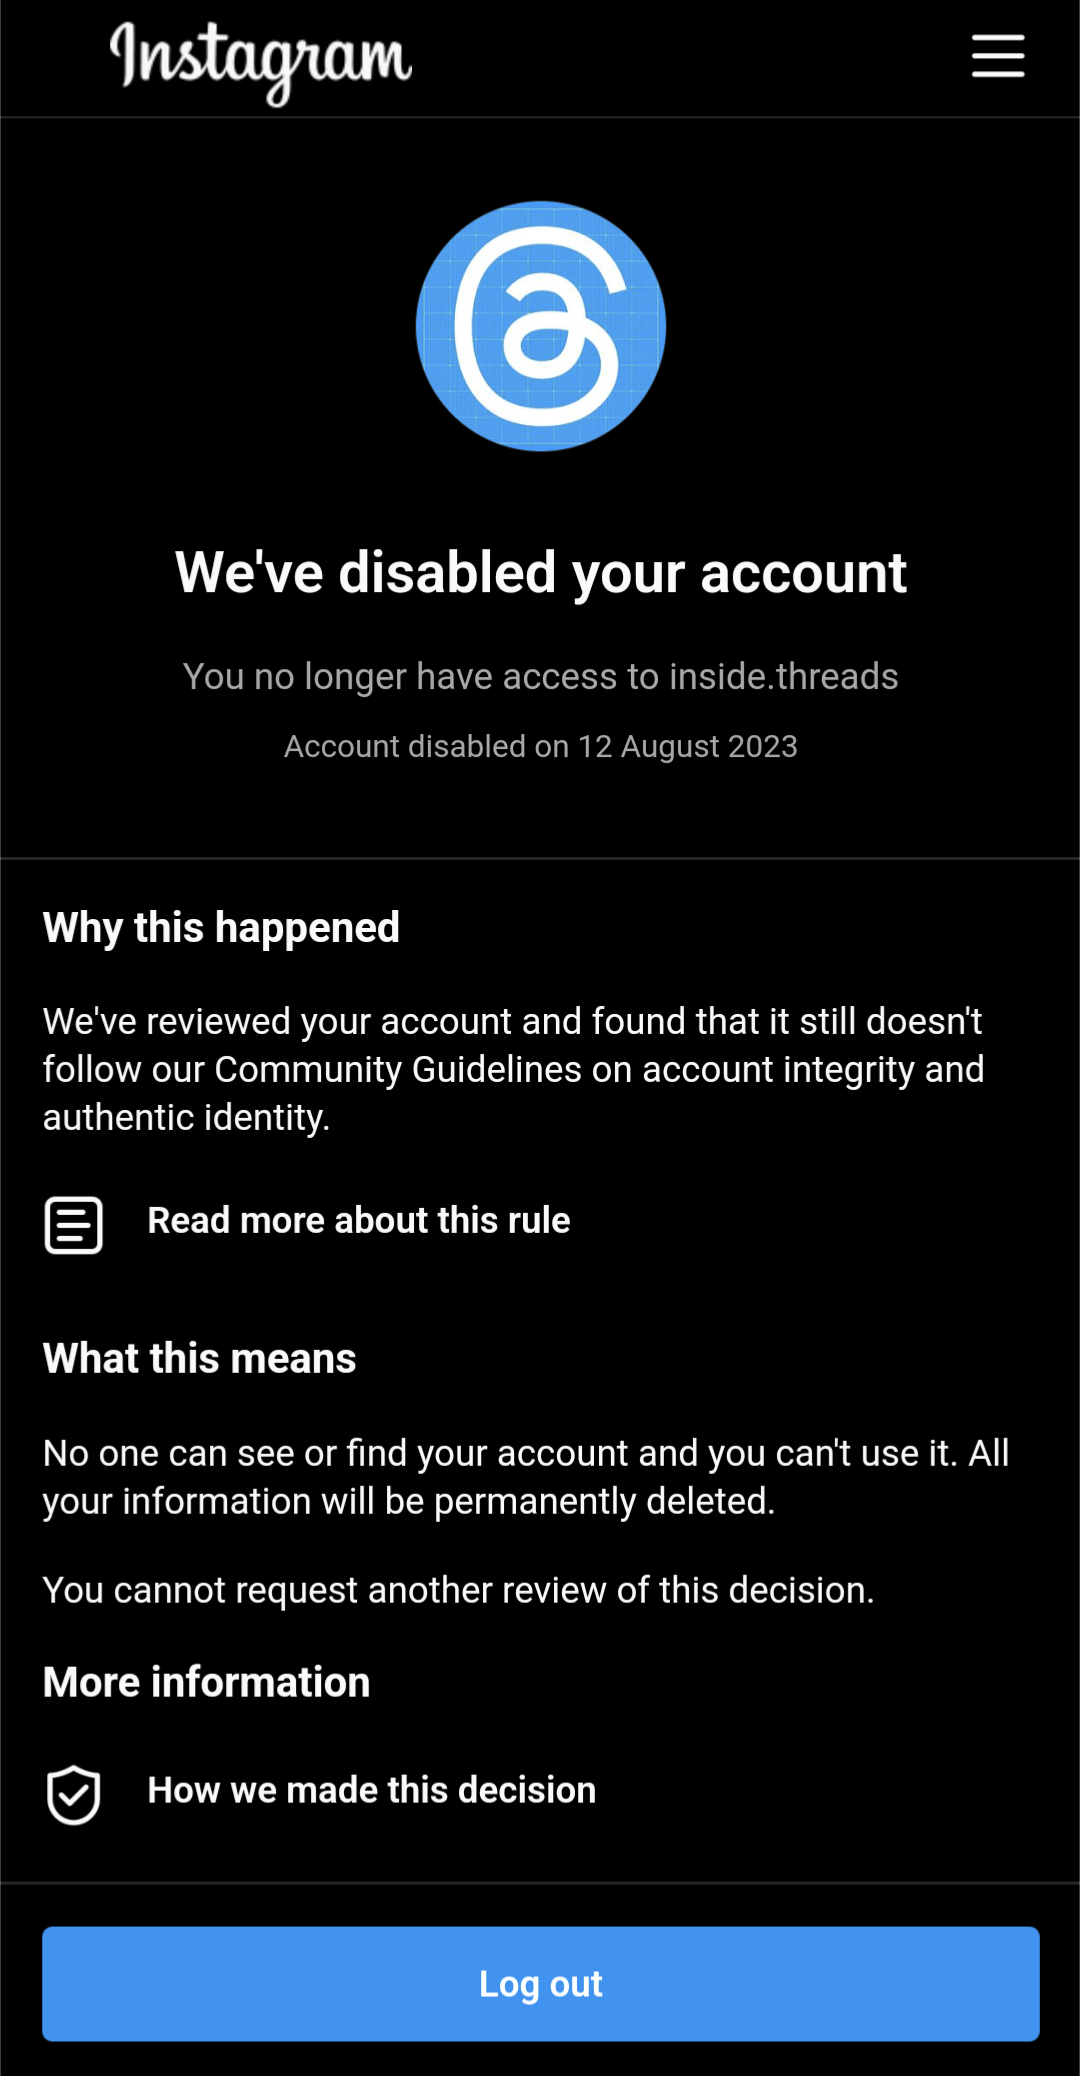 Instagram
We've disabled your account
You no longer have access to inside.threads
Account disabled on 12 August 2023
Why this happened
We've reviewed your account and found that it still doesn't
follow our Community Guidelines on account integrity and
authentic identity.
Read more about this rule
What this means
No one can see or find your account and you can't use it. All
your information will be permanently deleted.
You cannot request another review of this decision.
More information
How we made this decision
Log out